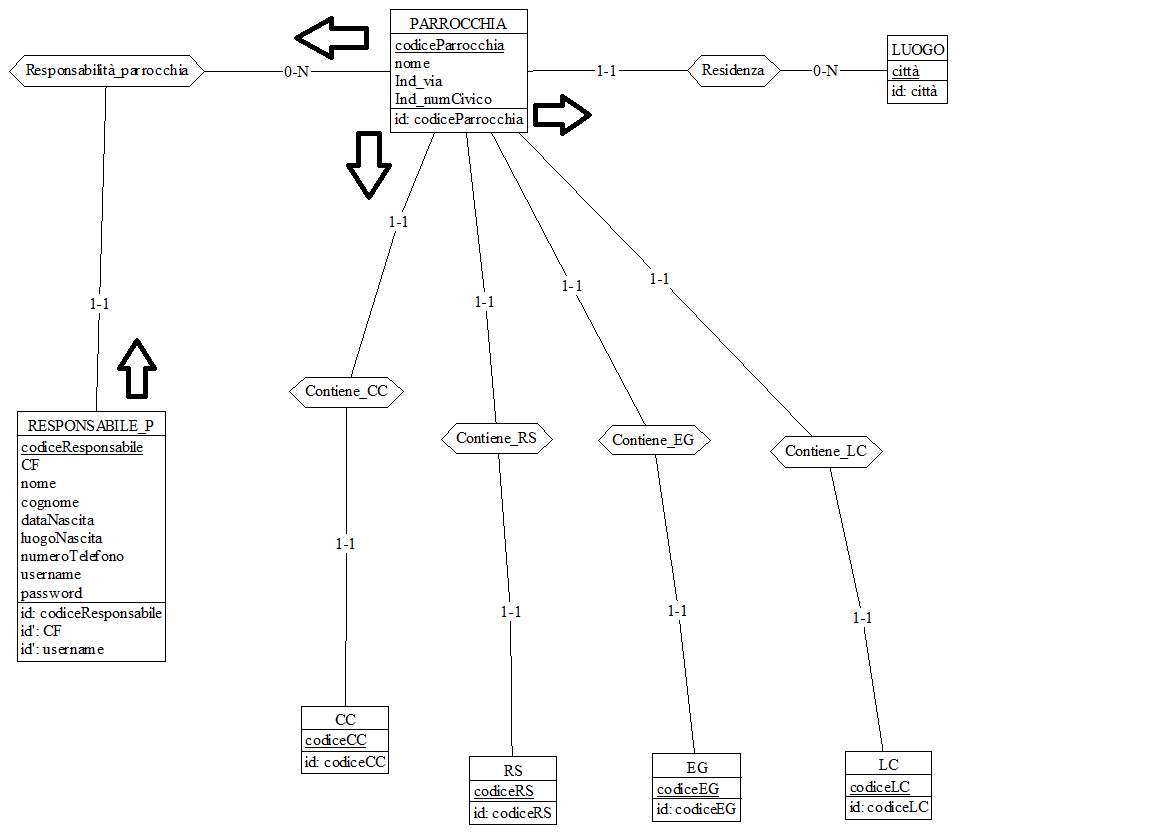 PARROCCHIA
codiceParrocchia
nome
Ind_via
Ind_numCivico
id: codiceParrocchia
Responsabilità_parrocchia
0-N
1-1
Residenza
0-N
LUOGO
città
id: città
1-1
1-1
1-1
1-1
1-1
Contiene_CC
Contiene_RS
Contiene_EG
Contiene_LC
RESPONSABILE_P
codiceResponsabile
CF
nome
cognome
dataNascita
luogoNascita
numeroTelefono
username
password
id: codiceResponsabile
id': CF
id': username
1-1
1-1
1-1
1-1
CC
codiceCC
id: codiceCC
RS
codiceRS
id: codiceRS
EG
codiceEG
id: codiceEG
LC
codiceLC
id: codiceLC